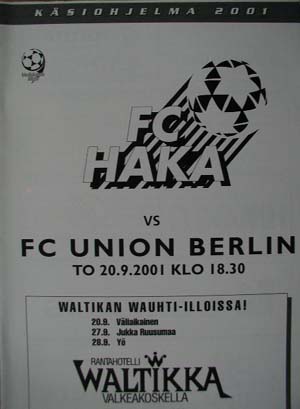 KÄSIOHJELMA 2001
FC
HAKA
VS
FC UNION BERLIN
TO 20.9.2001 KLO 18.30
WALTIKAN WAUHTI-ILLOISSA!
20.9. Väliaikainen
27.9. Jukka Ruusumaa
28.9. Yö
RANTAHOTELLI
WALTIKKA
VALKEAKOSKELLA